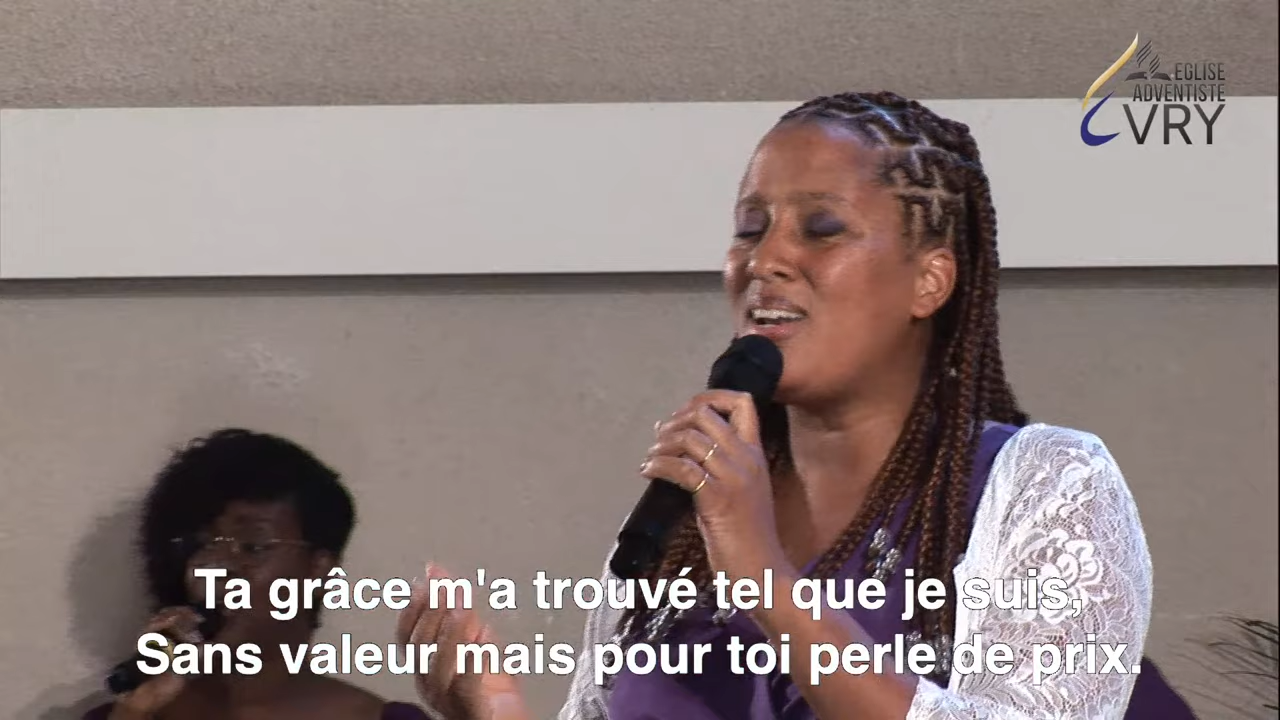 EGLISE
ADVENTISTE
VRY
Ta grâce m'a trouvé tel que je suis,
Sans valeur mais pour toi perle de prix.